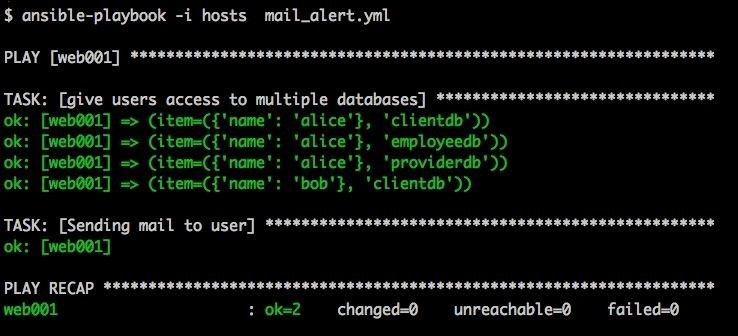 $ ansible-playbook -i hosts  mail_alert.yml
PLAY [web001] *****************************************************************
TASK: [give users access to multiple databases] *******************************
ok: [web001] => (item=({'name': 'alice'}, 'clientdb'))
ok: [web001] => (item=({'name': 'alice'}, 'employeedb'))
ok: [web001] => (item=({'name': 'alice'}, 'providerdb'))
ok: [web001] => (item=({'name': 'bob'}, 'clientdb'))
TASK: [Sending mail to user] **************************************************
ok: [web001]
PLAY RECAP ********************************************************************
web001                     : ok=2    changed=0    unreachable=0    failed=0